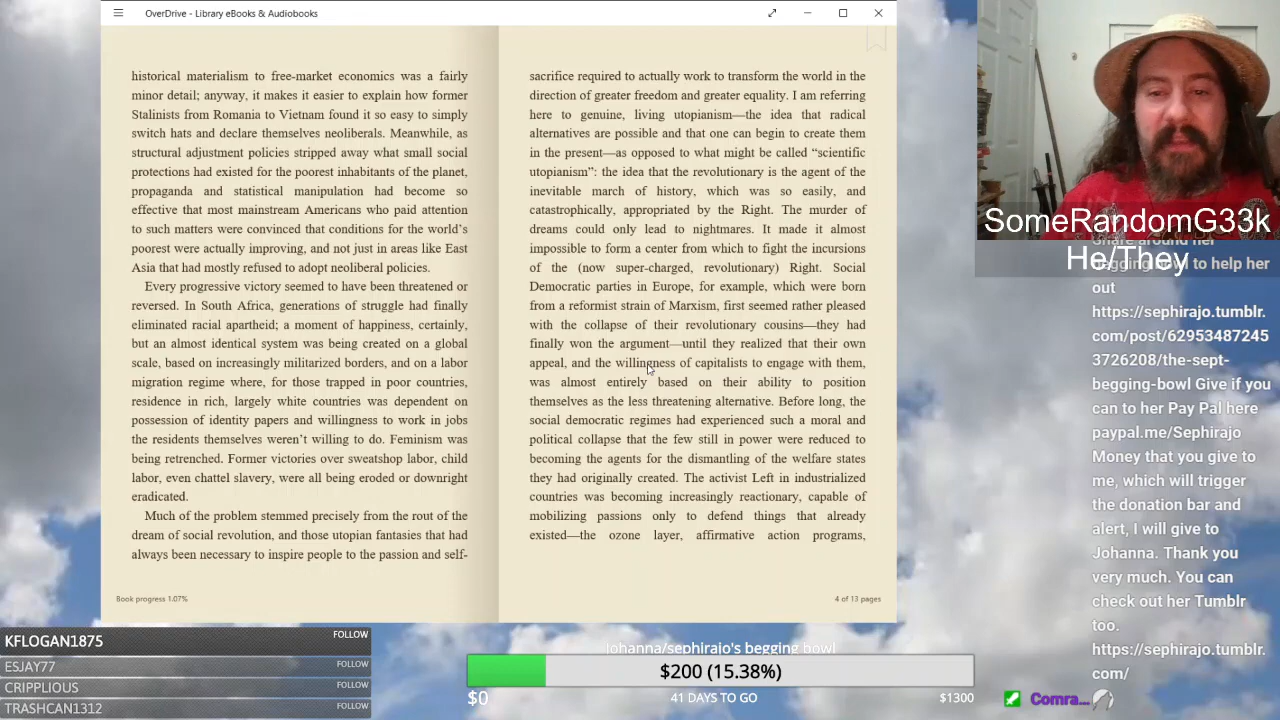 OverDrive - Library eBooks & Audiobooks
historical materialism to free-market economics was a fairly
minor detail; anyway, it makes it easier to explain how former
Stalinists from Romania to Vietnam found it so easy to simply
switch hats and declare themselves neoliberals. Meanwhile, as
structural adjustment policies stripped away what small social
protections had existed for the poorest inhabitants of the planet,
propaganda and statistical manipulation had become so
effective that most mainstream Americans who paid attention
to such matters were convinced that conditions for the world's
poorest were actually improving, and not just in areas like East
Asia that had mostly refused to adopt neoliberal policies.
Every progressive victory seemed to have been threatened or
reversed. In South Africa, generations of struggle had finally
eliminated racial apartheid; a moment of happiness, certainly,
but an almost identical system was being created on a global
scale, based on increasingly militarized borders, and on a labor
migration regime where, for those trapped in poor countries,
residence in rich, largely white countries was dependent on
possession of identity papers and willingness to work in jobs
the residents themselves weren't willing to do. Feminism was
being retrenched. Former victories over sweatshop labor, child
labor, even chattel slavery, were all being eroded or downright
eradicated.
Much of the problem stemmed precisely from the rout of the
dream of social revolution, and those utopian fantasies that had
always been necessary to inspire people to the passion and self-
Book progress 1.07%
sacrifice required to actually work to transform the world in the
direction of greater freedom and greater equality. I am referring
here to genuine, living utopianism—the idea that radical
alternatives are possible and that one can begin to create them
in the present—as opposed to what might be called “scientific
utopianism”: the idea that the revolutionary is the agent of the
inevitable march of history, which was so easily, and
catastrophically, appropriated by the Right. The murder of
dreams could only lead to nightmares. It made it almost
impossible to form a center from which to fight the incursions
of the (now super-charged, revolutionary) Right. Social
Democratic parties in Europe, for example, which were born
from a reformist strain of Marxism, first seemed rather pleased
with the collapse of their revolutionary cousins—they had
finally won the argument—until they realized that their own
appeal, and the willingness of capitalists to engage with them,
was almost entirely based on their ability to position
themselves as the less threatening alternative. Before long, the
social democratic regimes had experienced such a moral and
political collapse that the few still in power were reduced to
becoming the agents for the dismantling of the welfare states
they had originally created. The activist Left in industrialized
countries was becoming increasingly reactionary, capable of
mobilizing passions only to defend things that already
existed—the ozone layer, affirmative action programs,
4 of 13 pages
SomeRandomG33k
He/They
Share around her
begging bowl to help her
out
https://sephirajo.tumblr.
com/post/62953487245
3726208/the-sept-
begging-bowl Give if you
can to her Pay Pal here
paypal.me/Sephirajo
Money that you give to
me, which will trigger
the donation bar and
alert, I will give to
Johanna. Thank you
very much. You can
check out her Tumblr
too.
https://sephirajo.tumblr.
com/
KFLOGAN1875 FOLLOW
ESJAY77 FOLLOW
CRIPPLIOUS FOLLOW
TRASHCAN1312 FOLLOW
Johanna/sephirajo's begging bowl
$200 (15.38%)
$0 41 DAYS TO GO $1300
Comra...